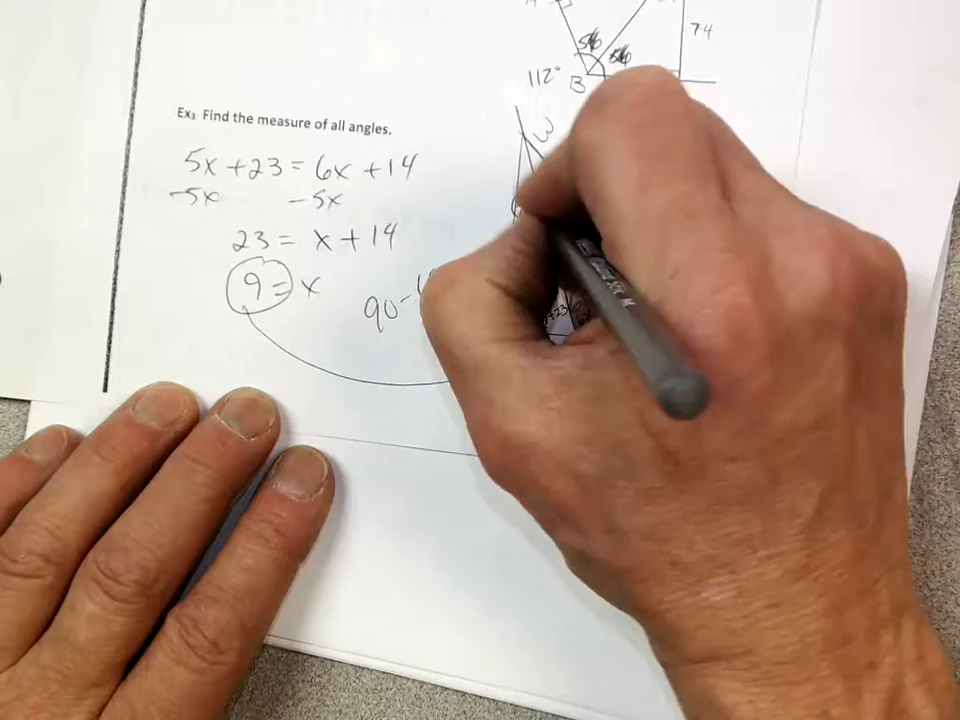 74
56 56
112° B
Ex3 Find the measure of all angles.
5x + 23 = 6x + 14
-5x -5x
23 = x + 14
9 = x
90-
W